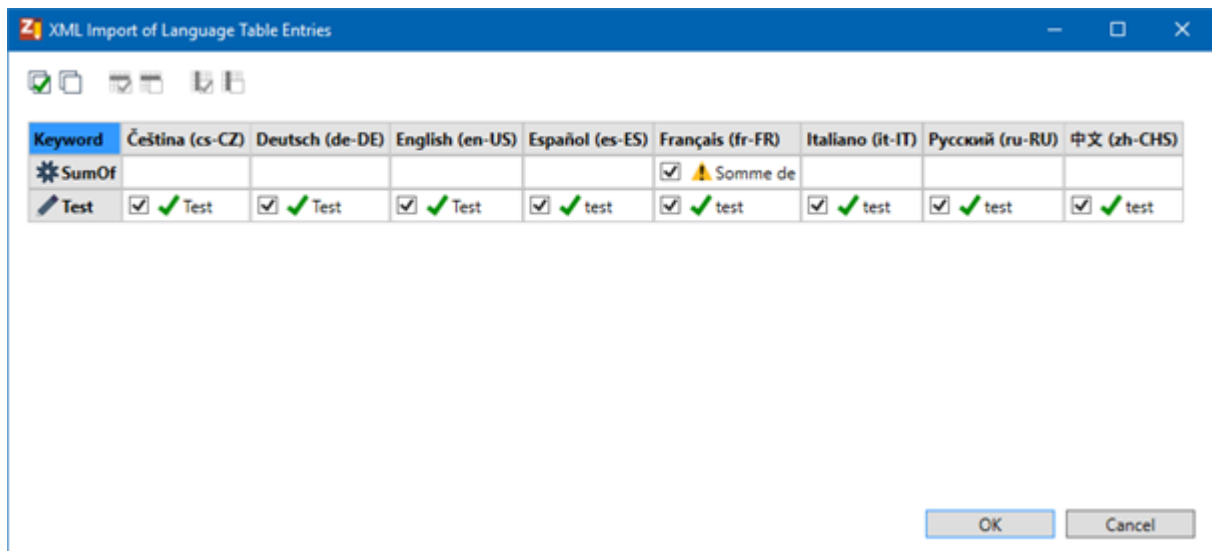 XML Import of Language Table Entries
Keyword Čeština (cs-CZ) Deutsch (de-DE) English (en-US) Español (es-ES) Français (fr-FR) Italiano (it-IT) Русский (ru-RU) 中文 (zh-CHS)
SumOf Somme de
Test Test Test Test test test test test test
OK Cancel